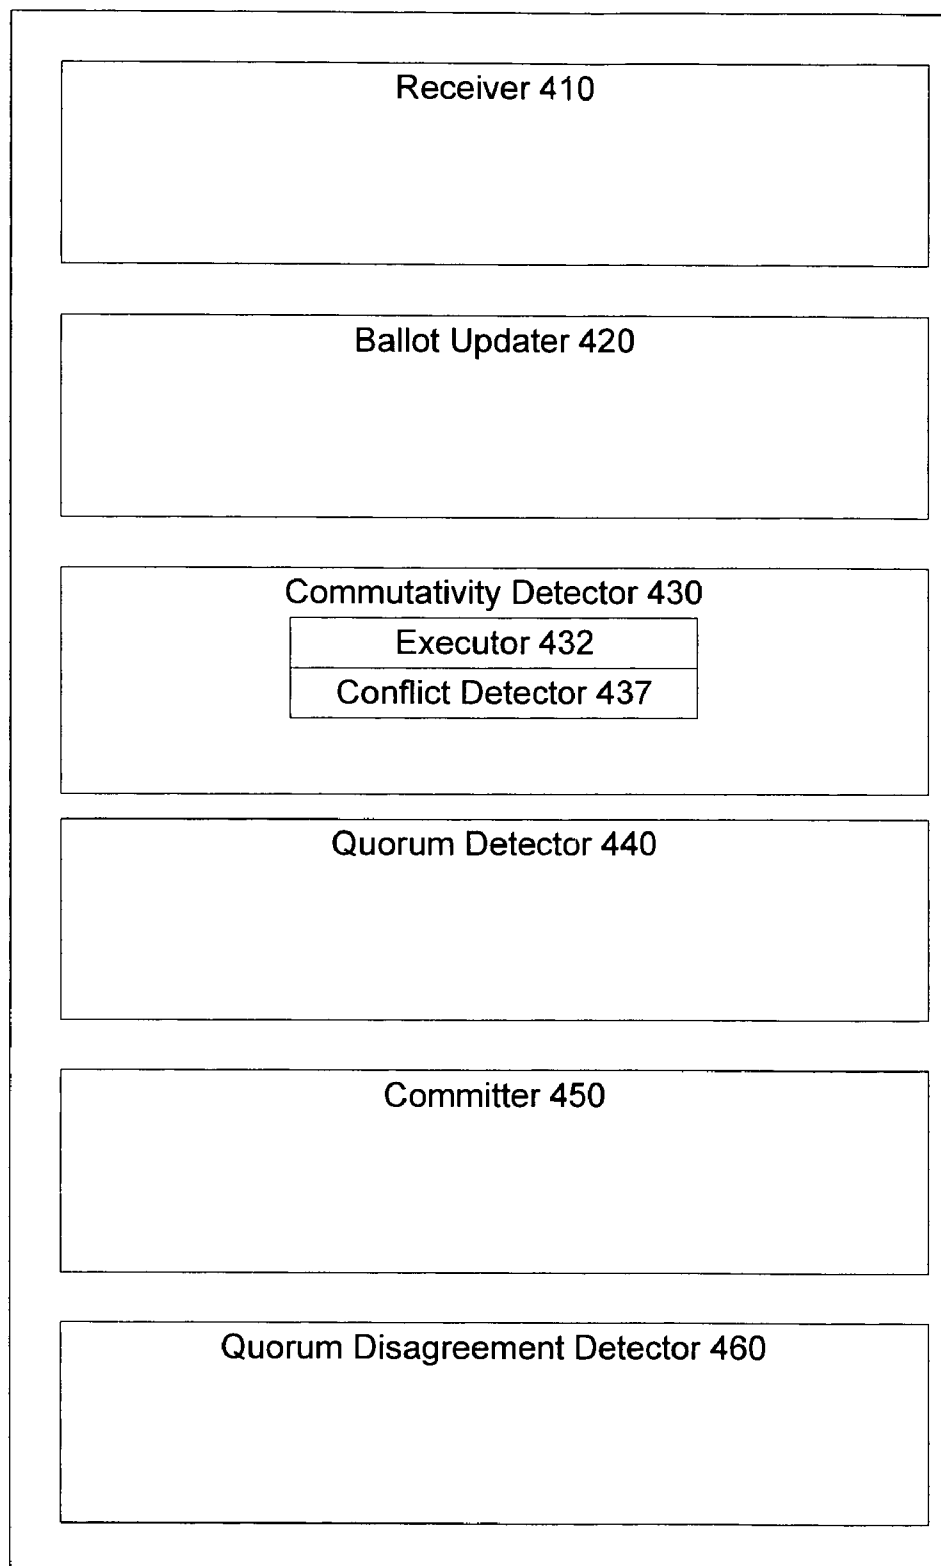 Receiver 410
Ballot Updater 420
Commutativity Detector 430
Executor 432
Conflict Detector 437
Quorum Detector 440
Committer 450
Quorum Disagreement Detector 460